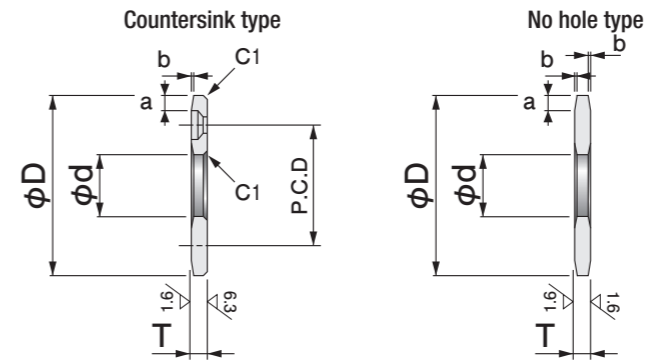 Countersink type
b
C1
a
φD
φd
C1
P.C.D
1.6
6.3
T
No hole type
b
b
a
φD
φd
1.6
1.6
T